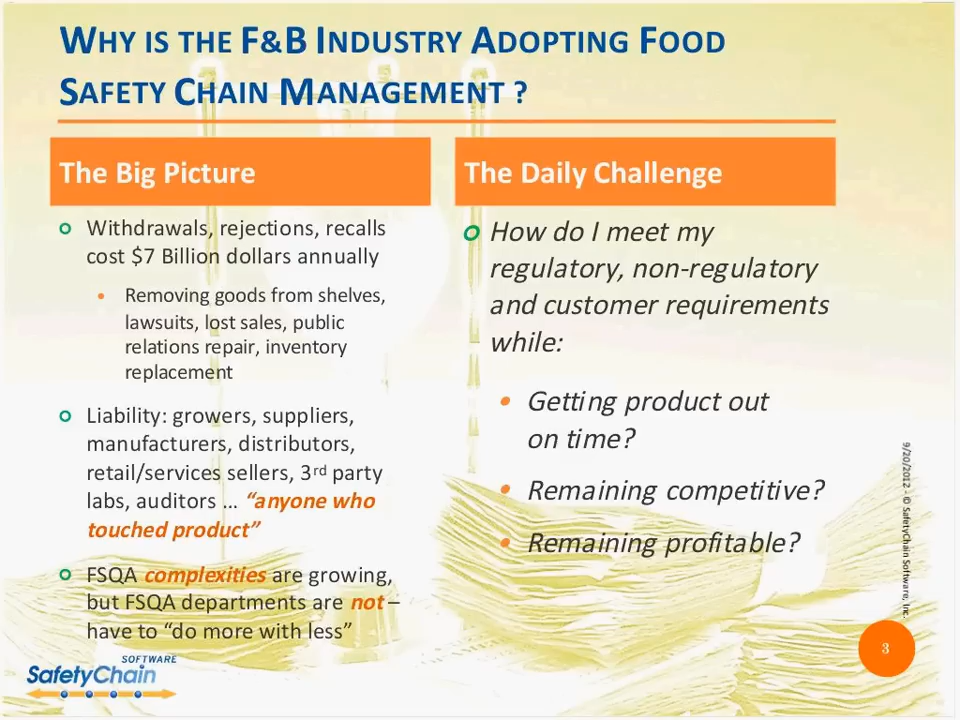 WHY IS THE F&B INDUSTRY ADOPTING FOOD
SAFETY CHAIN MANAGEMENT ?
The Big Picture
Withdrawals, rejections, recalls
cost $7 Billion dollars annually
Removing goods from shelves,
lawsuits, lost sales, public
relations repair, inventory
replacement
Liability: growers, suppliers,
manufacturers, distributors,
retail/services sellers, 3rd party
labs, auditors … “anyone who
touched product”
FSQA complexities are growing,
but FSQA departments are not –
have to “do more with less”
The Daily Challenge
How do I meet my
regulatory, non-regulatory
and customer requirements
while:
Getting product out
on time?
Remaining competitive?
Remaining profitable?
9/20/2012 - © SafetyChain Software, Inc.
3
SOFTWARE
SafetyChain